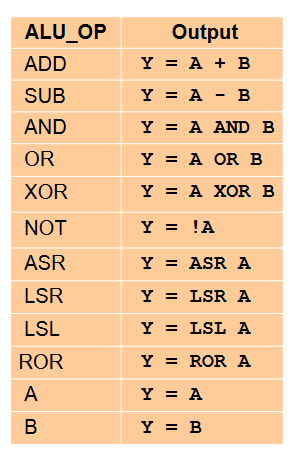 ALU_OP Output
ADD Y = A + B
SUB Y = A - B
AND Y = A AND B
OR Y = A OR B
XOR Y = A XOR B
NOT Y = !A
ASR Y = ASR A
LSR Y = LSR A
LSL Y = LSL A
ROR Y = ROR A
A Y = A
B Y = B